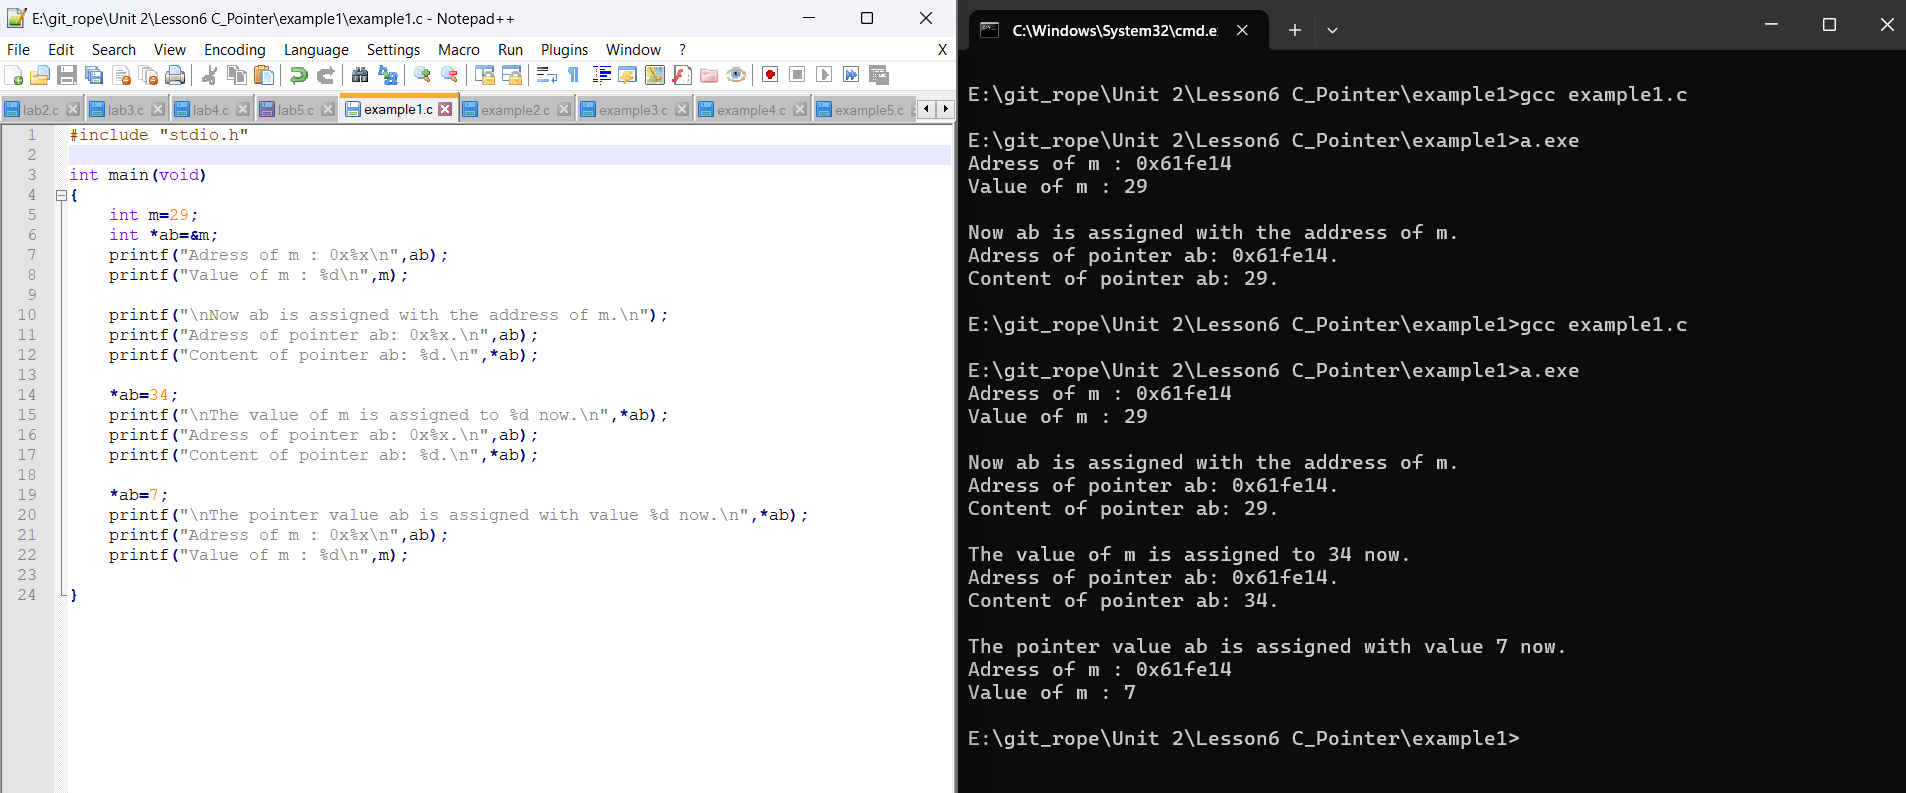 E:\git_rope\Unit 2\Lesson6 C_Pointer\example1\example1.c - Notepad++
File Edit Search View Encoding Language Settings Macro Run Plugins Window ? X
lab2.c lab3.c lab4.c lab5.c example1.c example2.c example3.c example4.c example5.c
1 #include "stdio.h"
2
3 int main(void)
4 {
5 int m=29;
6 int *ab=&m;
7 printf("Adress of m : 0x%x\n",ab);
8 printf("Value of m : %d\n",m);
9
10 printf("\nNow ab is assigned with the address of m.\n");
11 printf("Adress of pointer ab: 0x%x.\n",ab);
12 printf("Content of pointer ab: %d.\n",*ab);
13
14 *ab=34;
15 printf("\nThe value of m is assigned to %d now.\n",*ab);
16 printf("Adress of pointer ab: 0x%x.\n",ab);
17 printf("Content of pointer ab: %d.\n",*ab);
18
19 *ab=7;
20 printf("\nThe pointer value ab is assigned with value %d now.\n",*ab);
21 printf("Adress of m : 0x%x\n",ab);
22 printf("Value of m : %d\n",m);
23
24 }
C:\Windows\System32\cmd.e
E:\git_rope\Unit 2\Lesson6 C_Pointer\example1>gcc example1.c
E:\git_rope\Unit 2\Lesson6 C_Pointer\example1>a.exe
Adress of m : 0x61fe14
Value of m : 29
Now ab is assigned with the address of m.
Adress of pointer ab: 0x61fe14.
Content of pointer ab: 29.
E:\git_rope\Unit 2\Lesson6 C_Pointer\example1>gcc example1.c
E:\git_rope\Unit 2\Lesson6 C_Pointer\example1>a.exe
Adress of m : 0x61fe14
Value of m : 29
Now ab is assigned with the address of m.
Adress of pointer ab: 0x61fe14.
Content of pointer ab: 29.
The value of m is assigned to 34 now.
Adress of pointer ab: 0x61fe14.
Content of pointer ab: 34.
The pointer value ab is assigned with value 7 now.
Adress of m : 0x61fe14
Value of m : 7
E:\git_rope\Unit 2\Lesson6 C_Pointer\example1>